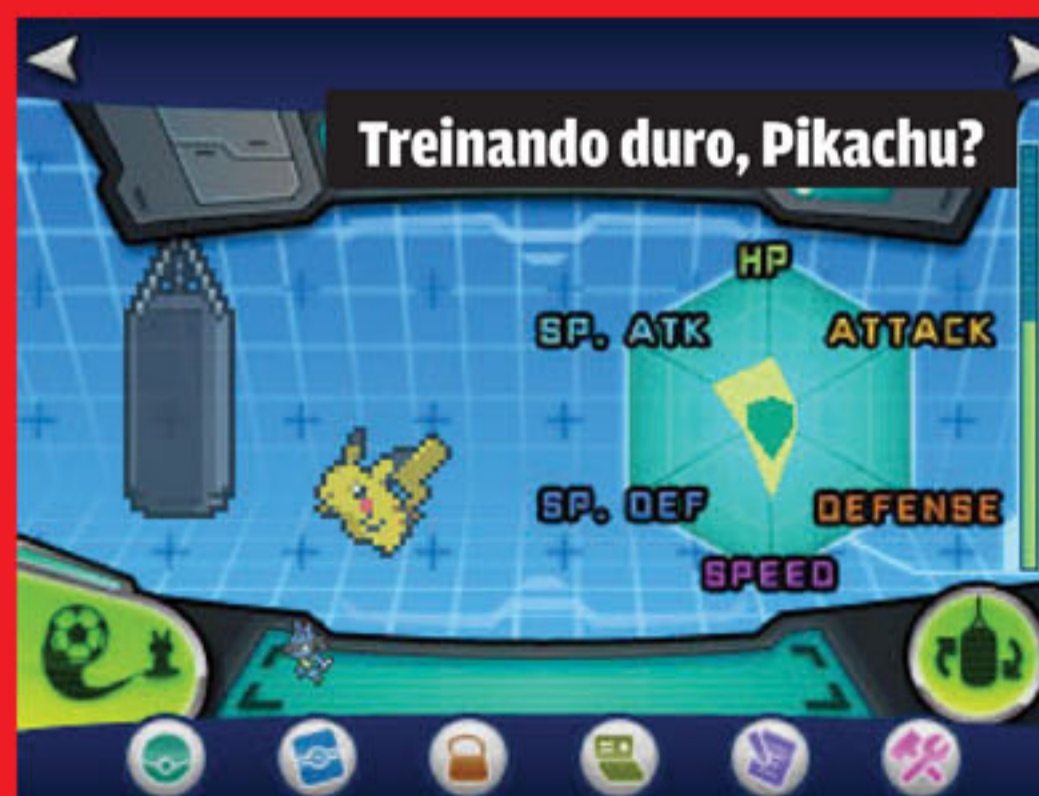 Treinando duro, Pikachu?
HP
SP. ATK
ATTACK
SP. DEF
DEFENSE
SPEED